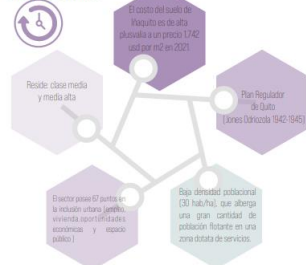 El costo del suelo de
Iñaquito es de alta
plusvalía a un precio 1.742
usd por m2 en 2021
Reside: clase media
y media alta
Plan Regulador
de Quito
(Jones Odriozola 1942-1945)
El sector posee 67 puntos en
la inclusión urbana (empleo,
vivienda, oportunidades
económicas y espacio
público )
Baja densidad poblacional
(30 hab/ha), que alberga
una gran cantidad de
población flotante en una
zona dotata de servicios.